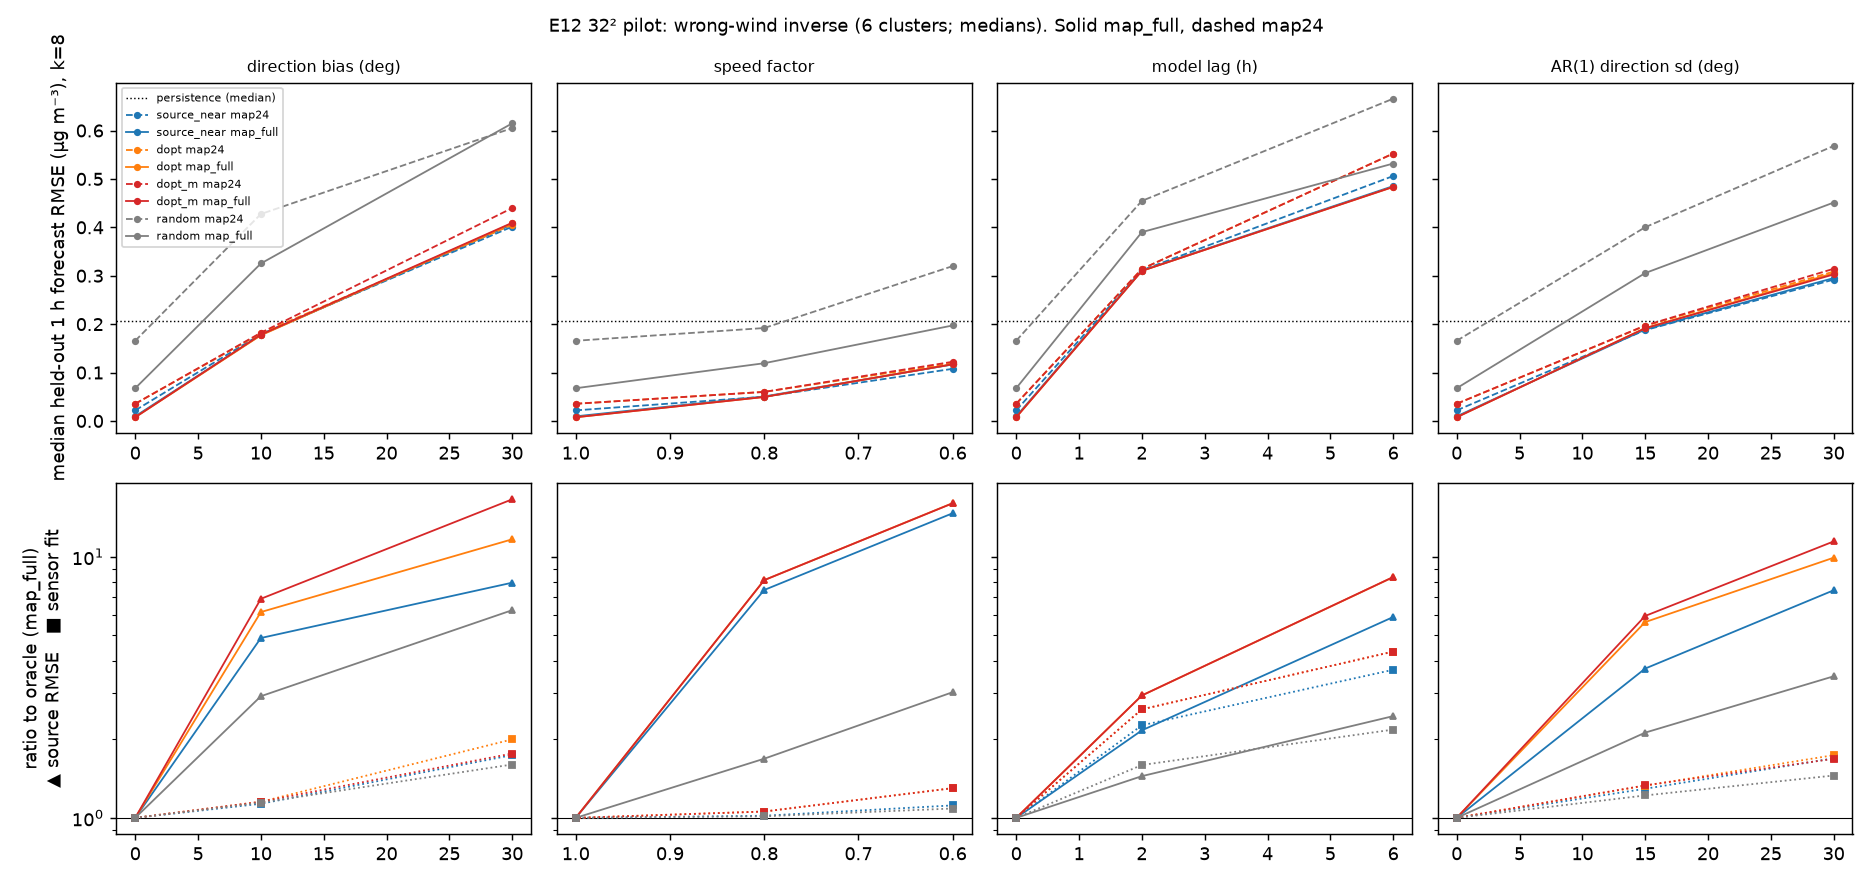 E12 32² pilot: wrong-wind inverse (6 clusters; medians). Solid map_full, dashed map24
direction bias (deg)
speed factor
model lag (h)
AR(1) direction sd (deg)
median held-out 1 h forecast RMSE (µg m⁻³), k=8
persistence (median)
source_near map24
source_near map_full
dopt map24
dopt map_full
dopt_m map24
dopt_m map_full
random map24
random map_full
0.6
0.5
0.4
0.3
0.2
0.1
0.0
0 5 10 15 20 25 30
1.0 0.9 0.8 0.7 0.6
0 1 2 3 4 5 6
0 5 10 15 20 25 30
ratio to oracle (map_full)
▲ source RMSE ■ sensor fit
10¹
10⁰
0 5 10 15 20 25 30
1.0 0.9 0.8 0.7 0.6
0 1 2 3 4 5 6
0 5 10 15 20 25 30